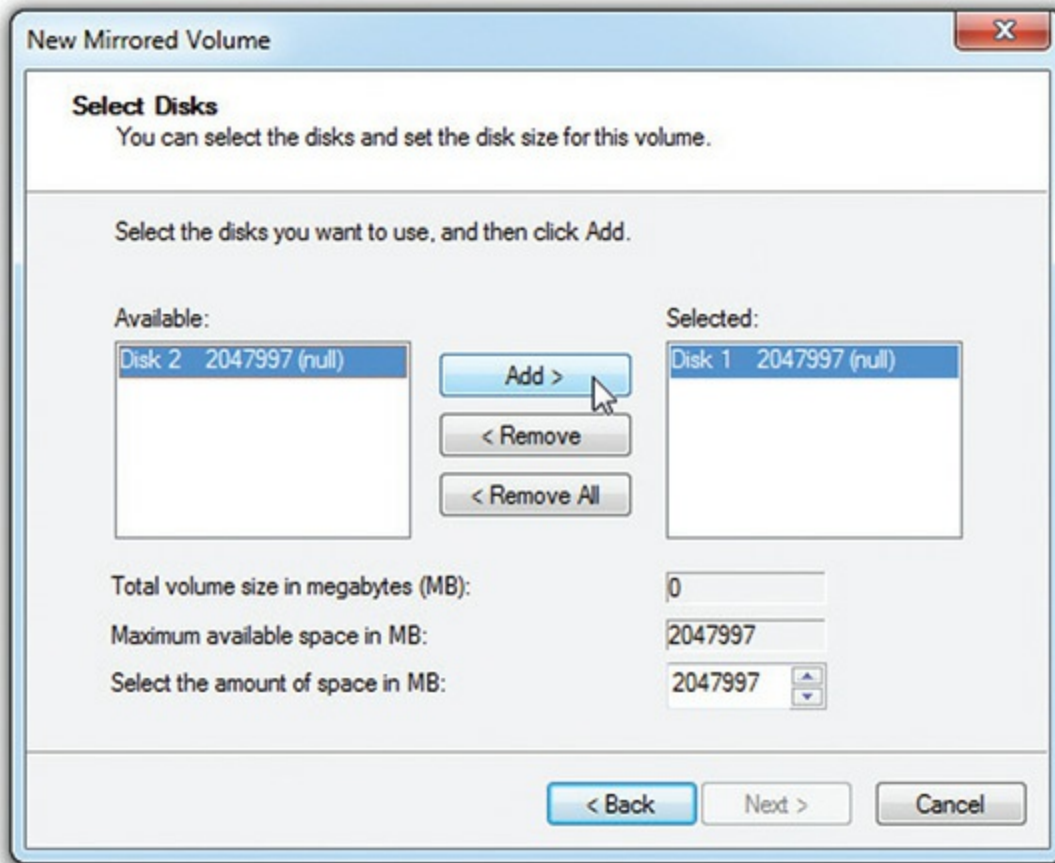 New Mirrored Volume
Select Disks
You can select the disks and set the disk size for this volume.
Select the disks you want to use, and then click Add.
Available:
Selected:
Disk 2 2047997 (null)
Add >
Disk 1 2047997 (null)
< Remove
< Remove All
Total volume size in megabytes (MB): 0
Maximum available space in MB: 2047997
Select the amount of space in MB: 2047997
< Back Next > Cancel